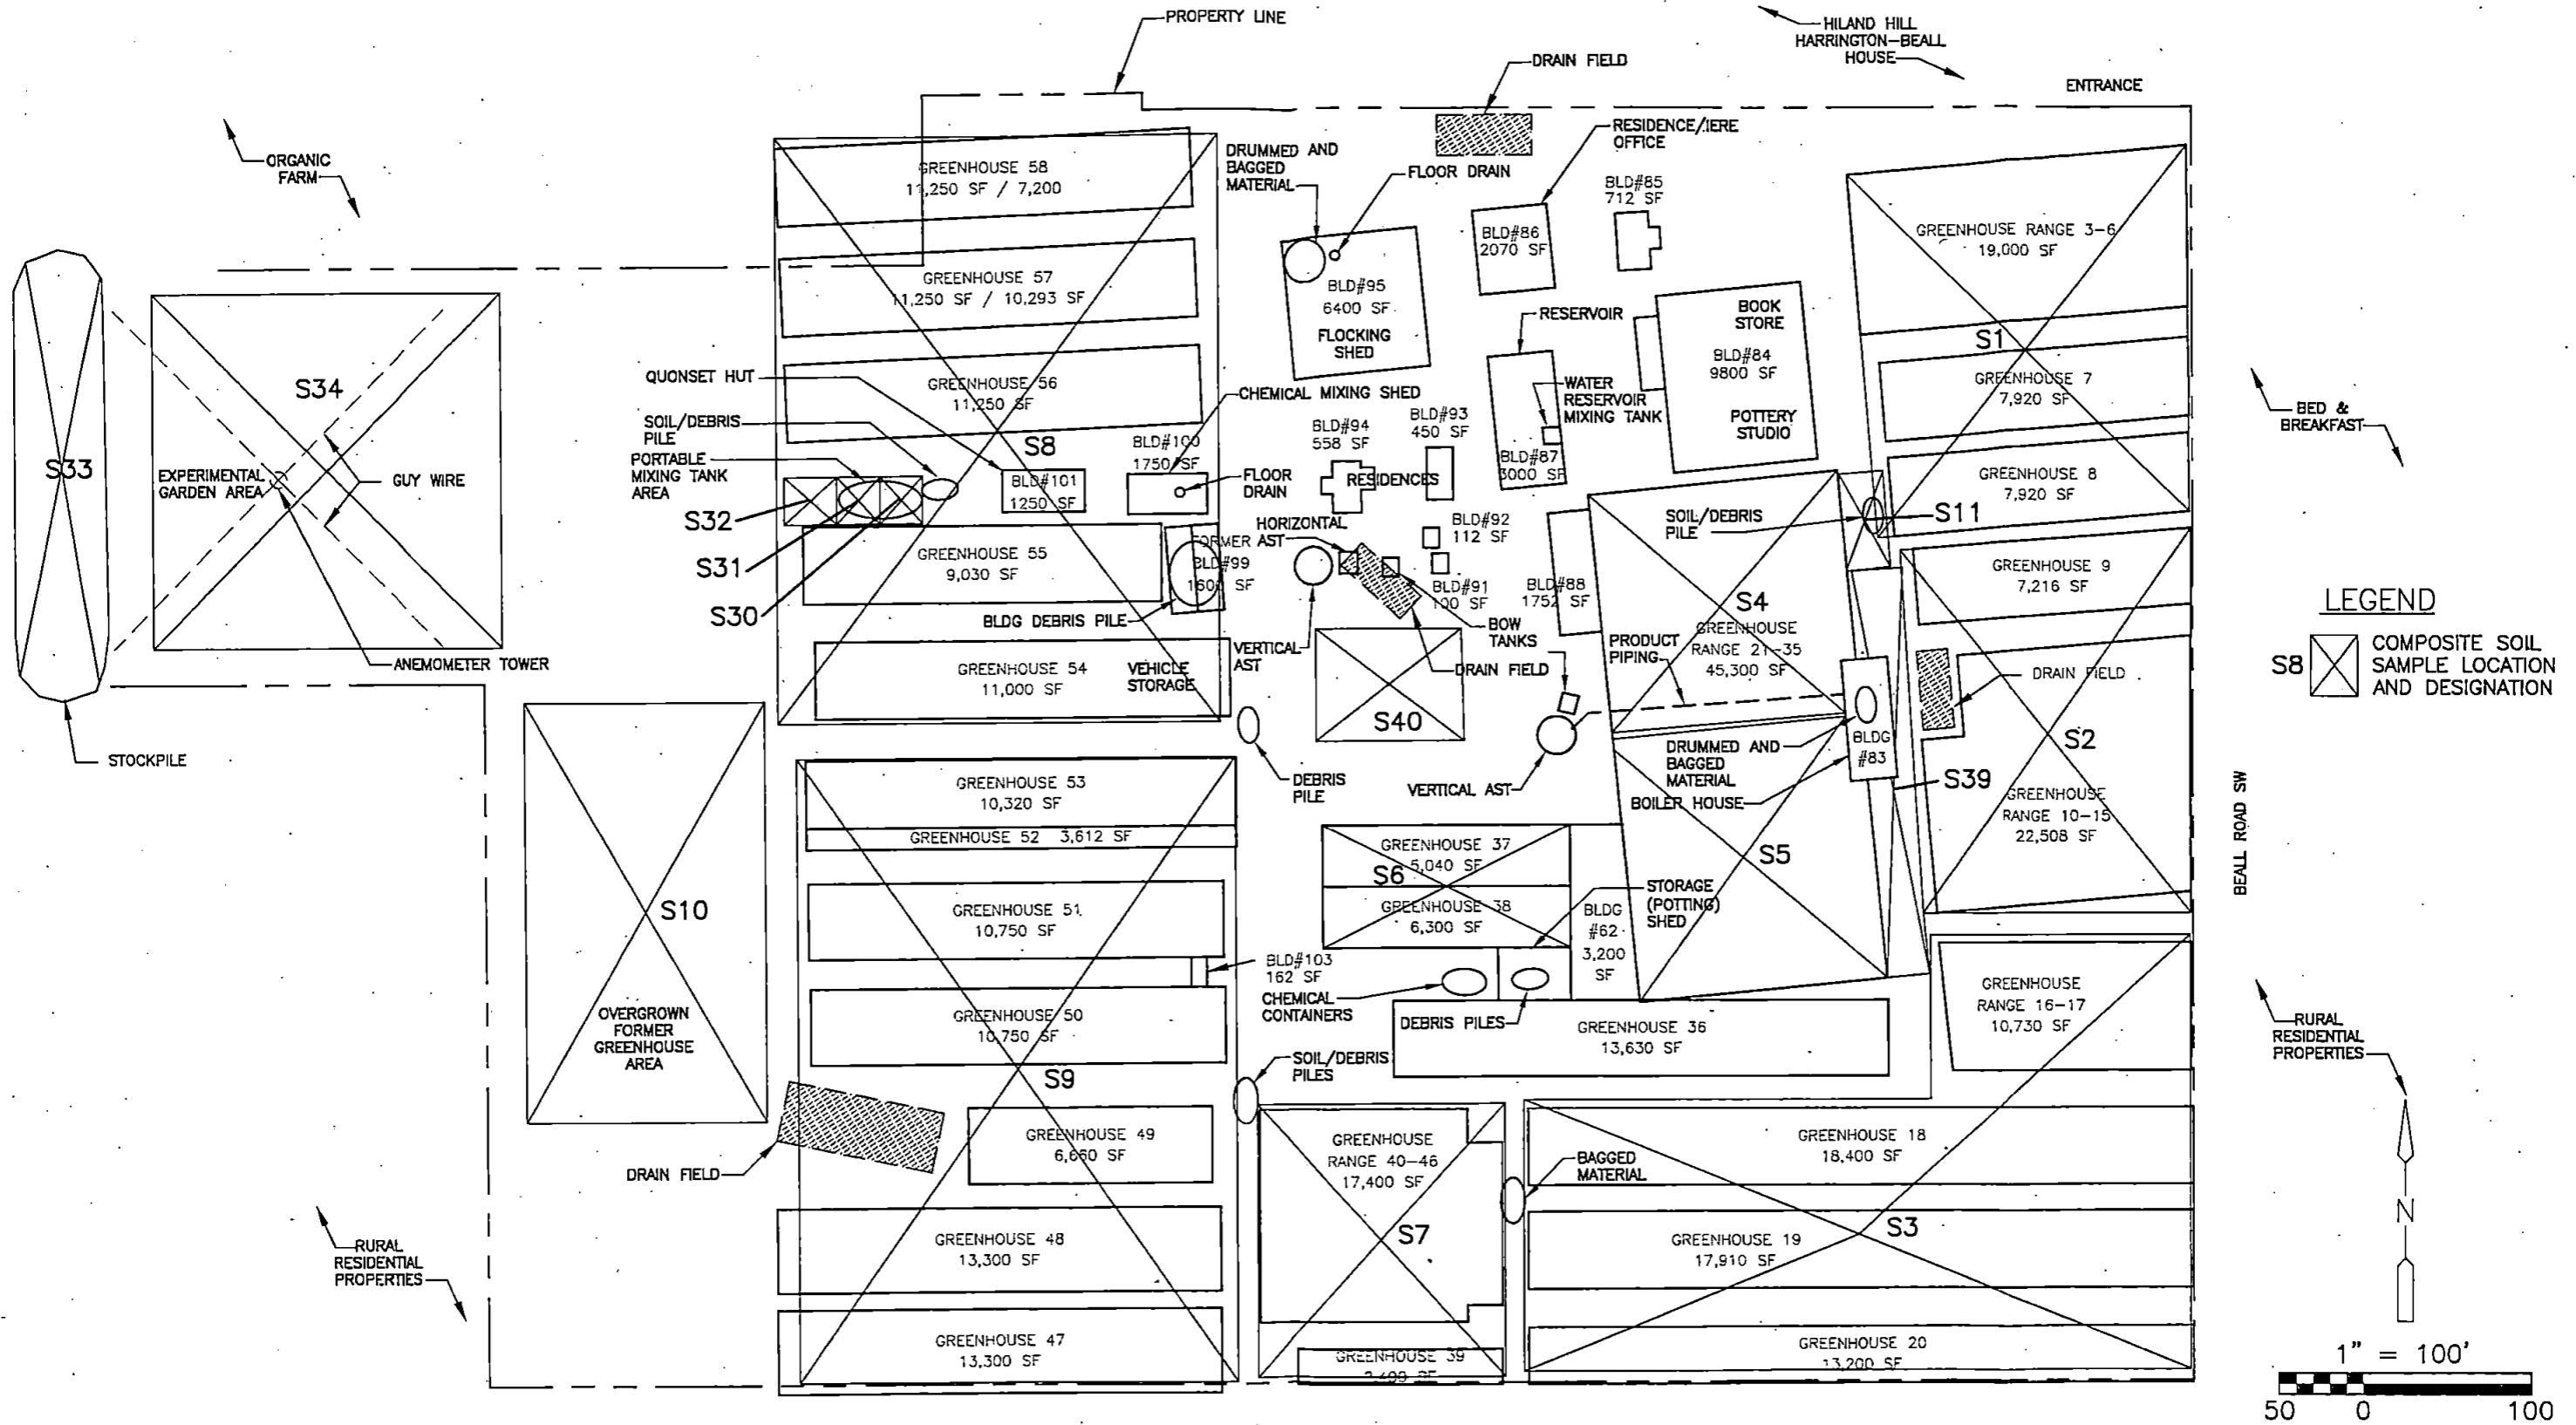 PROPERTY LINE
HILAND HILL
HARRINGTON-BEALL
HOUSE
ENTRANCE
DRAIN FIELD
ORGANIC
FARM
GREENHOUSE 58
11,250 SF / 7,200
DRUMMED AND
BAGGED
MATERIAL
FLOOR DRAIN
RESIDENCE/IERE
OFFICE
BLD#85
712 SF
BLD#86
2070 SF
GREENHOUSE RANGE 3-6
19,000 SF
GREENHOUSE 57
11,250 SF / 10,293 SF
BLD#95
6400 SF
FLOCKING
SHED
RESERVOIR
BOOK
STORE
BLD#84
9800 SF
POTTERY
STUDIO
S1
GREENHOUSE 7
7,920 SF
S34
QUONSET HUT
GREENHOUSE 56
11,250 SF
CHEMICAL MIXING SHED
WATER
RESERVOIR
MIXING TANK
BED &
BREAKFAST
SOIL/DEBRIS
PILE
S8
BLD#100
1750 SF
BLD#94
558 SF
BLD#93
450 SF
BLD#87
3000 SF
S33
EXPERIMENTAL
GARDEN AREA
GUY WIRE
PORTABLE
MIXING TANK
AREA
BLD#101
1250 SF
FLOOR
DRAIN
RESIDENCES
GREENHOUSE 8
7,920 SF
S32
S31
S30
SOIL/DEBRIS
PILE
S11
HORIZONTAL
AST
BLD#92
112 SF
GREENHOUSE 55
9,030 SF
FORMER
BLD#99
1600 SF
BLD#91
100 SF
BLD#88
1752 SF
GREENHOUSE 9
7,216 SF
LEGEND
S8
COMPOSITE SOIL
SAMPLE LOCATION
AND DESIGNATION
S4
GREENHOUSE
RANGE 21-35
45,300 SF
BLDG DEBRIS PILE
BOW
TANKS
PRODUCT
PIPING
VERTICAL
AST
DRAIN FIELD
DRAIN FIELD
ANEMOMETER TOWER
GREENHOUSE 54
11,000 SF
VEHICLE
STORAGE
S40
STOCKPILE
DEBRIS
PILE
VERTICAL AST
DRUMMED AND
BAGGED
MATERIAL
BOILER HOUSE
BLDG
#83
S39
S2
GREENHOUSE
RANGE 10-15
22,508 SF
BEALL ROAD SW
GREENHOUSE 53
10,320 SF
GREENHOUSE 52 3,612 SF
S10
GREENHOUSE 51
10,750 SF
GREENHOUSE 37
5,040 SF
S6
GREENHOUSE 38
6,300 SF
S5
STORAGE
(POTTING)
SHED
BLDG
#62
3,200
SF
BLD#103
162 SF
CHEMICAL
CONTAINERS
DEBRIS PILES
GREENHOUSE
RANGE 16-17
10,730 SF
OVERGROWN
FORMER
GREENHOUSE
AREA
GREENHOUSE 50
10,750 SF
GREENHOUSE 36
13,630 SF
RURAL
RESIDENTIAL
PROPERTIES
S9
SOIL/DEBRIS
PILES
GREENHOUSE 49
6,660 SF
GREENHOUSE
RANGE 40-46
17,400 SF
GREENHOUSE 18
18,400 SF
DRAIN FIELD
BAGGED
MATERIAL
RURAL
RESIDENTIAL
PROPERTIES
GREENHOUSE 48
13,300 SF
S7
GREENHOUSE 19
17,910 SF
S3
N
GREENHOUSE 47
13,300 SF
GREENHOUSE 39
GREENHOUSE 20
13,200 SF
1" = 100'
50 0 100